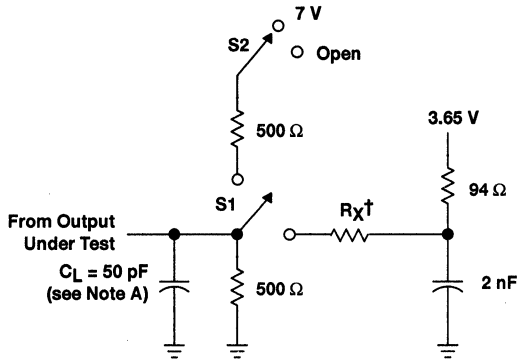 7 V
S2
Open
500 Ω
3.65 V
S1
94 Ω
RX†
From Output
Under Test
CL = 50 pF
(see Note A)
500 Ω
2 nF